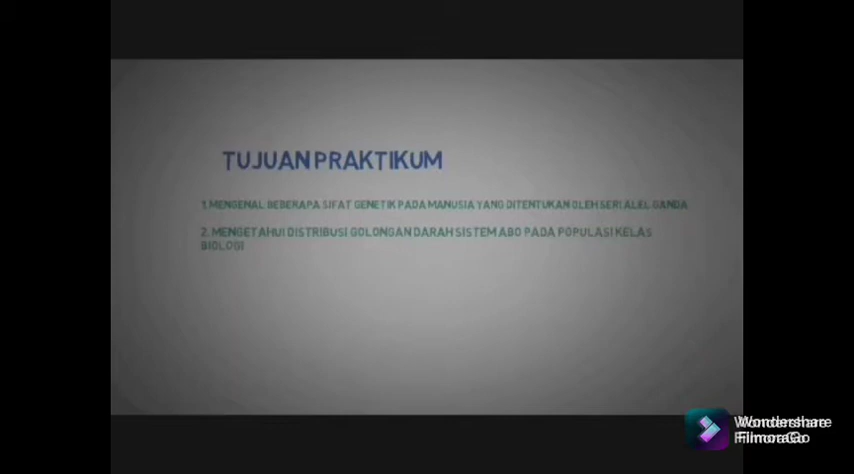 TUJUAN PRAKTIKUM
1. MENGENAL BEBERAPA SIFAT GENETIK PADA MANUSIA YANG DITENTUKAN OLEH SERI ALEL GANDA
2. MENGETAHUI DISTRIBUSI GOLONGAN DARAH SISTEM ABO PADA POPULASI KELAS
BIOLOGI
Wondershare
FilmoraGo